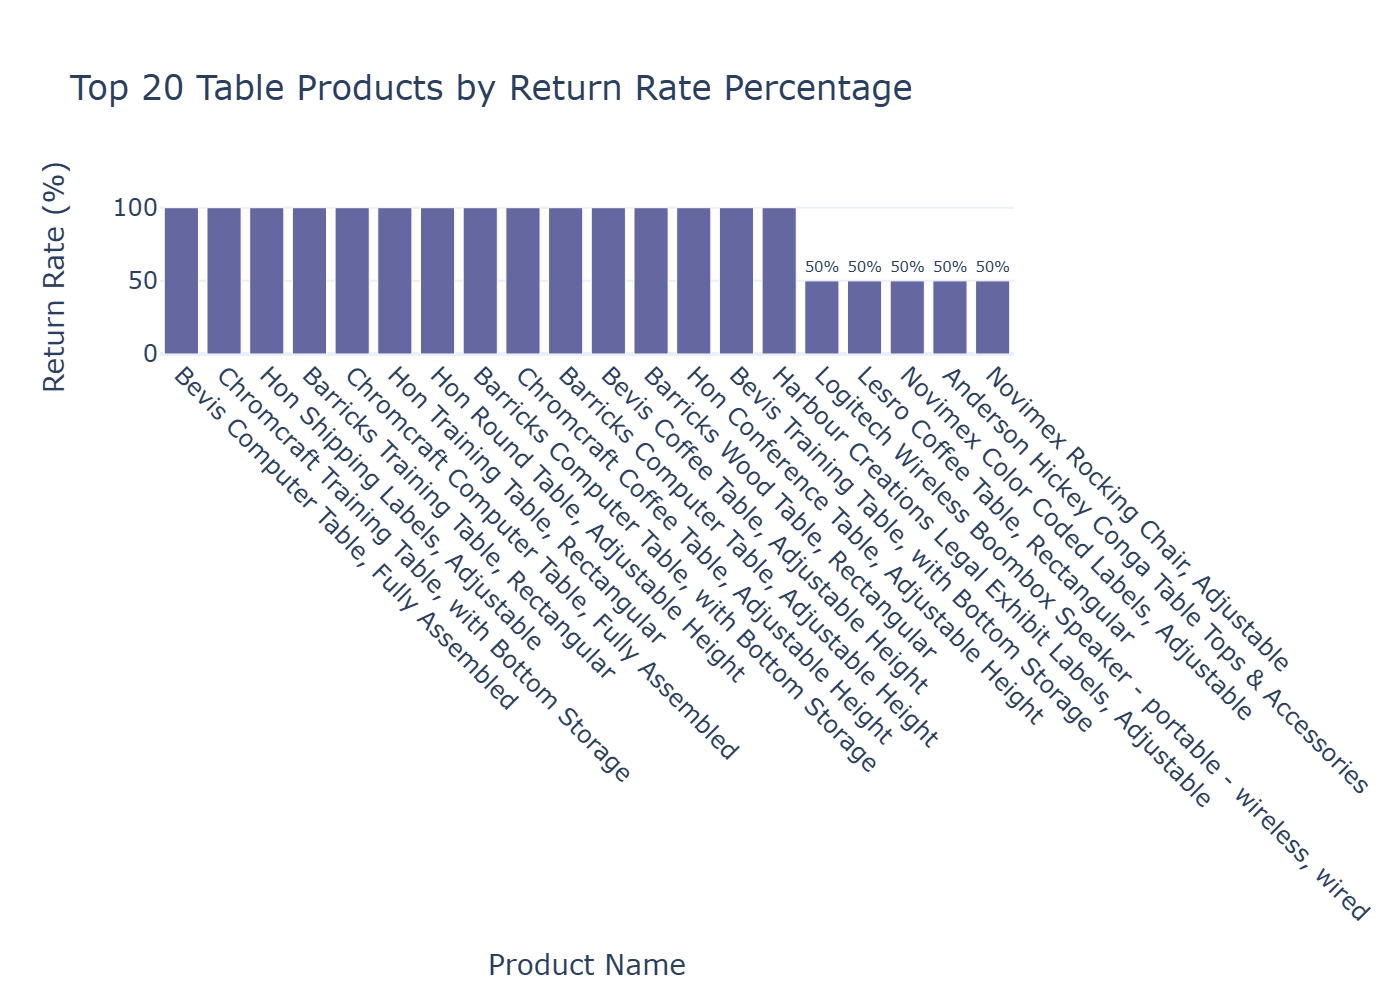 Top 20 Table Products by Return Rate Percentage
Return Rate (%)
100
50
0
50%
50%
50%
50%
50%
Bevis Computer Table, Fully Assembled
Chromcraft Training Table, with Bottom Storage
Hon Shipping Labels, Adjustable
Barricks Training Table, Rectangular
Chromcraft Computer Table, Fully Assembled
Hon Training Table, Rectangular
Hon Round Table, Adjustable Height
Barricks Computer Table, with Bottom Storage
Chromcraft Coffee Table, Adjustable Height
Barricks Computer Table, Adjustable Height
Bevis Coffee Table, Adjustable Height
Barricks Wood Table, Rectangular
Hon Conference Table, Adjustable Height
Bevis Training Table, with Bottom Storage
Harbour Creations Legal Exhibit Labels, Adjustable
Logitech Wireless Boombox Speaker - portable - wireless, wired
Lesro Coffee Table, Rectangular
Novimex Color Coded Labels, Adjustable
Anderson Hickey Conga Table Tops & Accessories
Novimex Rocking Chair, Adjustable
Product Name